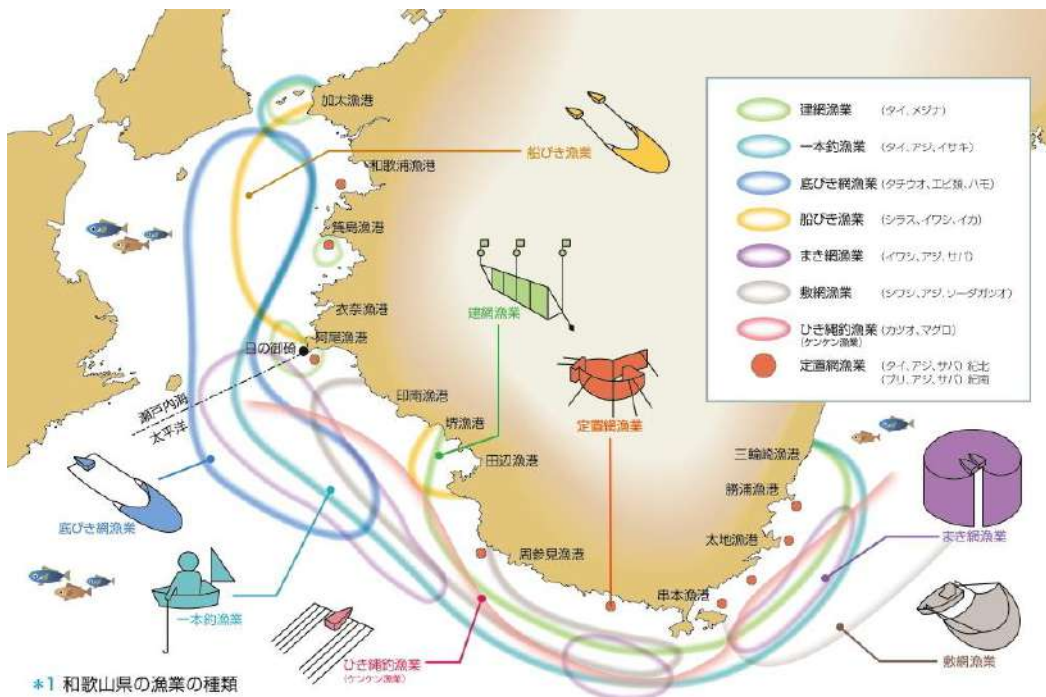 加太漁港
船びき漁業
和歌浦漁港
箕島漁港
衣奈漁港
建網漁業
阿尾漁港
日の御碕
瀬戸内海
太平洋
印南漁港
堺漁港
田辺漁港
定置網漁業
三輪崎漁港
勝浦漁港
太地漁港
まき網漁業
底びき網漁業
周参見漁港
串本漁港
一本釣漁業
ひき縄釣漁業
(ケンケン漁業)
敷網漁業
建網漁業 (タイ、メジナ)
一本釣漁業 (タイ、アジ、イサキ)
底びき網漁業 (タチウオ、エビ類、ハモ)
船びき漁業 (シラス、イワシ、イカ)
まき網漁業 (イワシ、アジ、サバ)
敷網漁業 (シワシ、アジ、ソーダガツオ)
ひき縄釣漁業 (カツオ、マグロ)
(ケンケン漁業)
定置網漁業 (タイ、アジ、サバ) 紀北
(ブリ、アジ、サバ) 紀南
*1 和歌山県の漁業の種類